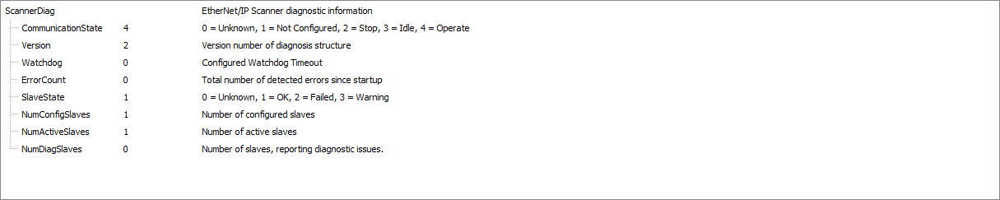 ScannerDiag EtherNet/IP Scanner diagnostic information
CommunicationState 4 0 = Unknown, 1 = Not Configured, 2 = Stop, 3 = Idle, 4 = Operate
Version 2 Version number of diagnosis structure
Watchdog 0 Configured Watchdog Timeout
ErrorCount 0 Total number of detected errors since startup
SlaveState 1 0 = Unknown, 1 = OK, 2 = Failed, 3 = Warning
NumConfigSlaves 1 Number of configured slaves
NumActiveSlaves 1 Number of active slaves
NumDiagSlaves 0 Number of slaves, reporting diagnostic issues.